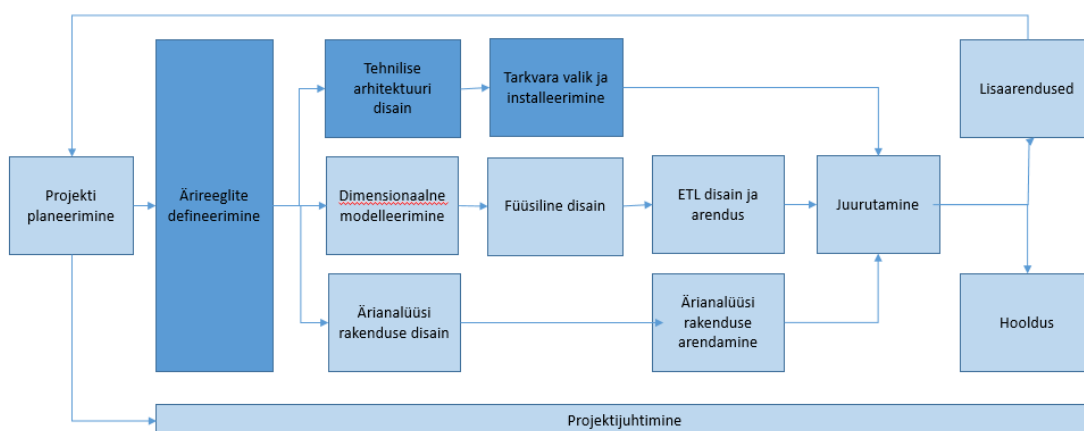 Tehnilise
arhitektuuri
disain
Tarkvara valik ja
installeerimine
Lisaarendused
Projekti
planeerimine
Ärireeglite
defineerimine
Dimensionaalne
modelleerimine
Füüsiline disain
ETL disain ja
arendus
Juurutamine
Ärianalüüsi
rakenduse disain
Ärianalüüsi
rakenduse
arendamine
Hooldus
Projektijuhtimine